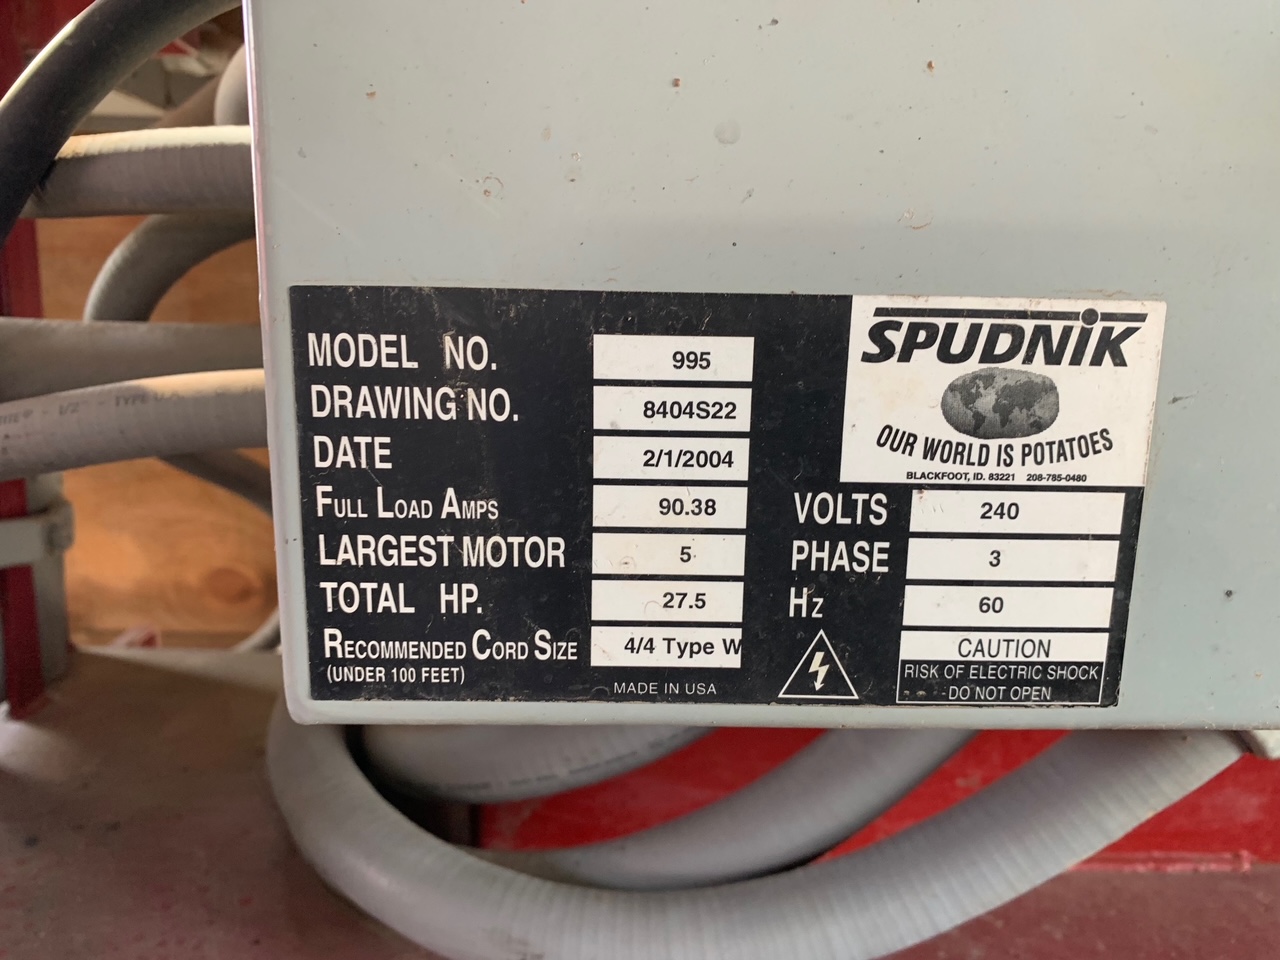 MODEL NO. 995
DRAWING NO. 8404S22
DATE 2/1/2004
FULL LOAD AMPS 90.38
LARGEST MOTOR 5
TOTAL HP. 27.5
RECOMMENDED CORD SIZE 4/4 Type W
(UNDER 100 FEET)
MADE IN USA
SPUDNiK
OUR WORLD IS POTATOES
BLACKFOOT, ID. 83221 208-785-0480
VOLTS 240
PHASE 3
Hz 60
CAUTION
RISK OF ELECTRIC SHOCK
DO NOT OPEN